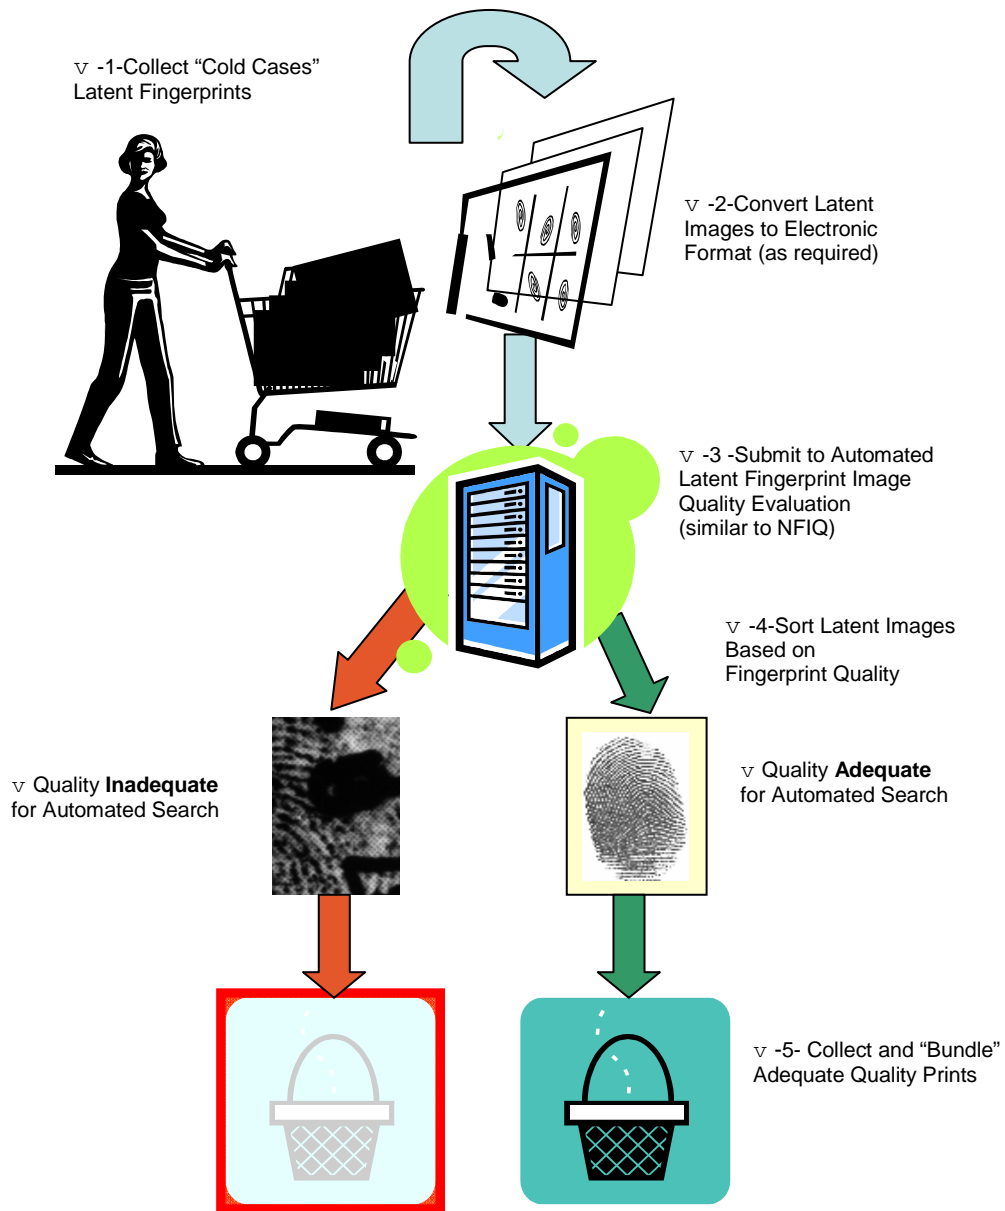 v -1-Collect “Cold Cases”
Latent Fingerprints
v -2-Convert Latent
Images to Electronic
Format (as required)
v -3 -Submit to Automated
Latent Fingerprint Image
Quality Evaluation
(similar to NFIQ)
v -4-Sort Latent Images
Based on
Fingerprint Quality
v Quality Inadequate
for Automated Search
v Quality Adequate
for Automated Search
v -5- Collect and “Bundle”
Adequate Quality Prints